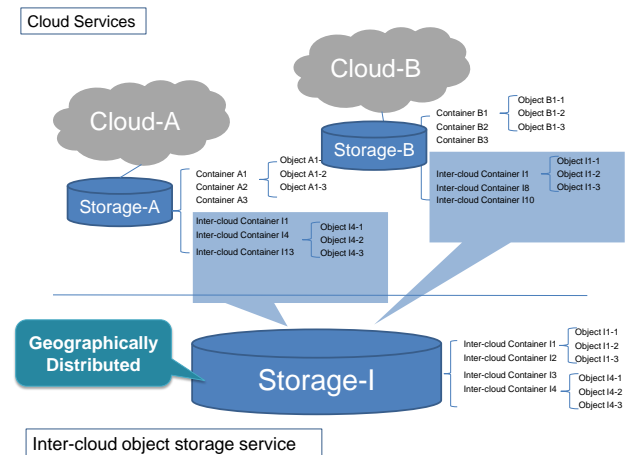 Cloud Services
Cloud-B
Cloud-A
Storage-B
Container B1
Container B2
Container B3
Object B1-1
Object B1-2
Object B1-3
Inter-cloud Container I1
Inter-cloud Container I8
Inter-cloud Container I10
Object I1-1
Object I1-2
Object I1-3
Storage-A
Container A1
Container A2
Container A3
Object A1-
Object A1-2
Object A1-3
Inter-cloud Container I1
Inter-cloud Container I4
Inter-cloud Container I13
Object I4-1
Object I4-2
Object I4-3
Geographically
Distributed
Storage-I
Inter-cloud Container I1
Inter-cloud Container I2
Inter-cloud Container I3
Inter-cloud Container I4
Object I1-1
Object I1-2
Object I1-3
Object I4-1
Object I4-2
Object I4-3
Inter-cloud object storage service